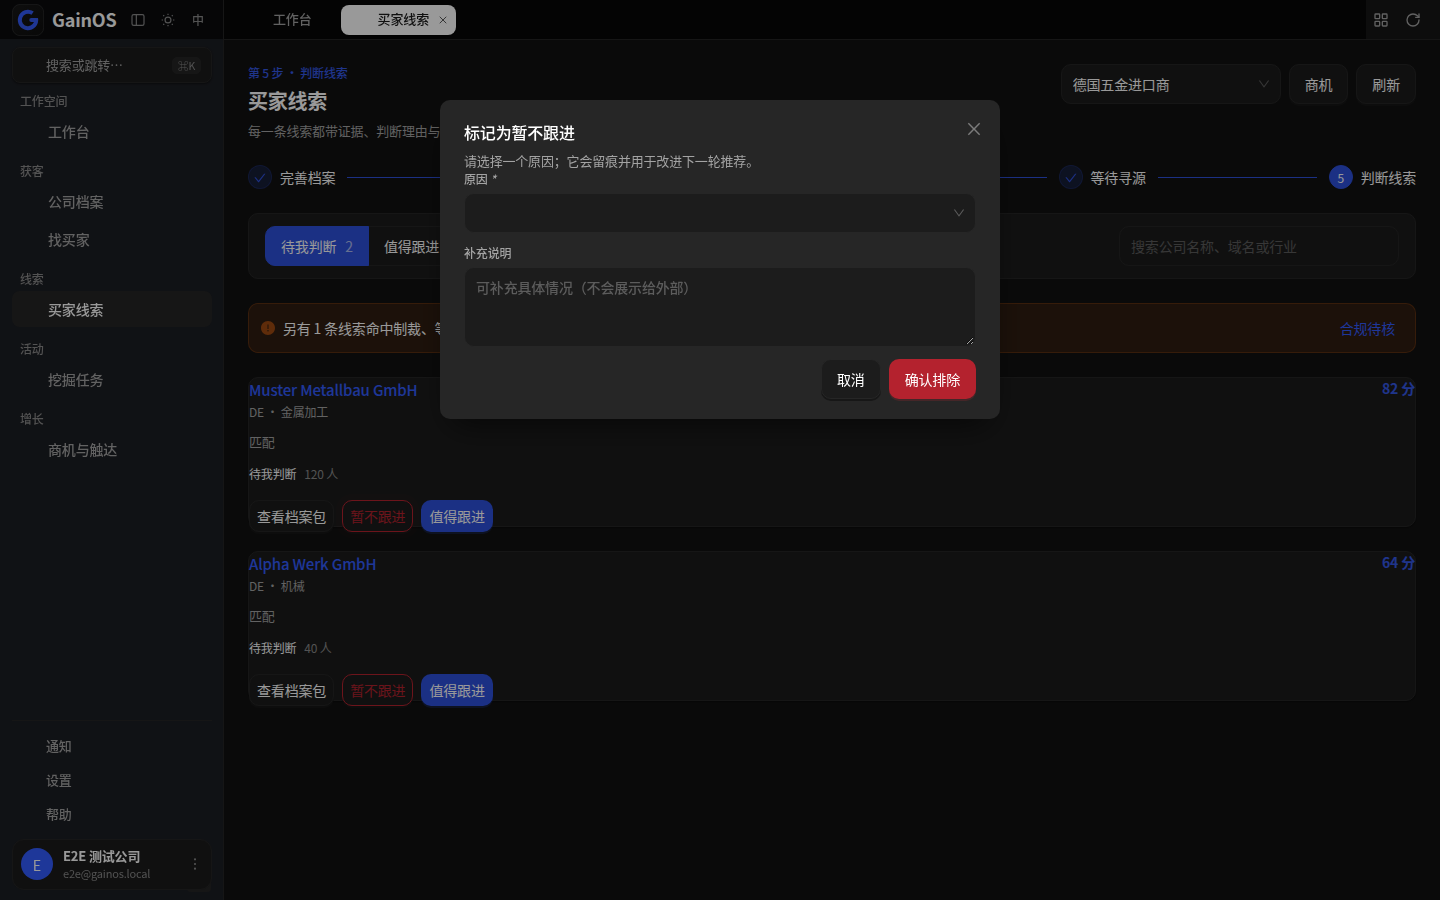 GainOS
中
工作台
买家线索
搜索或跳转…
⌘K
工作空间
工作台
获客
公司档案
找买家
线索
买家线索
活动
挖掘任务
增长
商机与触达
通知
设置
帮助
E
E2E 测试公司
e2e@gainos.local
第 5 步 · 判断线索
买家线索
每一条线索都带证据、判断理由与
德国五金进口商
商机
刷新
完善档案
等待寻源
5
判断线索
待我判断 2
值得跟进
搜索公司名称、域名或行业
另有 1 条线索命中制裁、
合规待核
标记为暂不跟进
请选择一个原因；它会留痕并用于改进下一轮推荐。
原因 *
补充说明
可补充具体情况（不会展示给外部）
取消
确认排除
Muster Metallbau GmbH
82 分
DE · 金属加工
匹配
待我判断 120 人
查看档案包
暂不跟进
值得跟进
Alpha Werk GmbH
64 分
DE · 机械
匹配
待我判断 40 人
查看档案包
暂不跟进
值得跟进